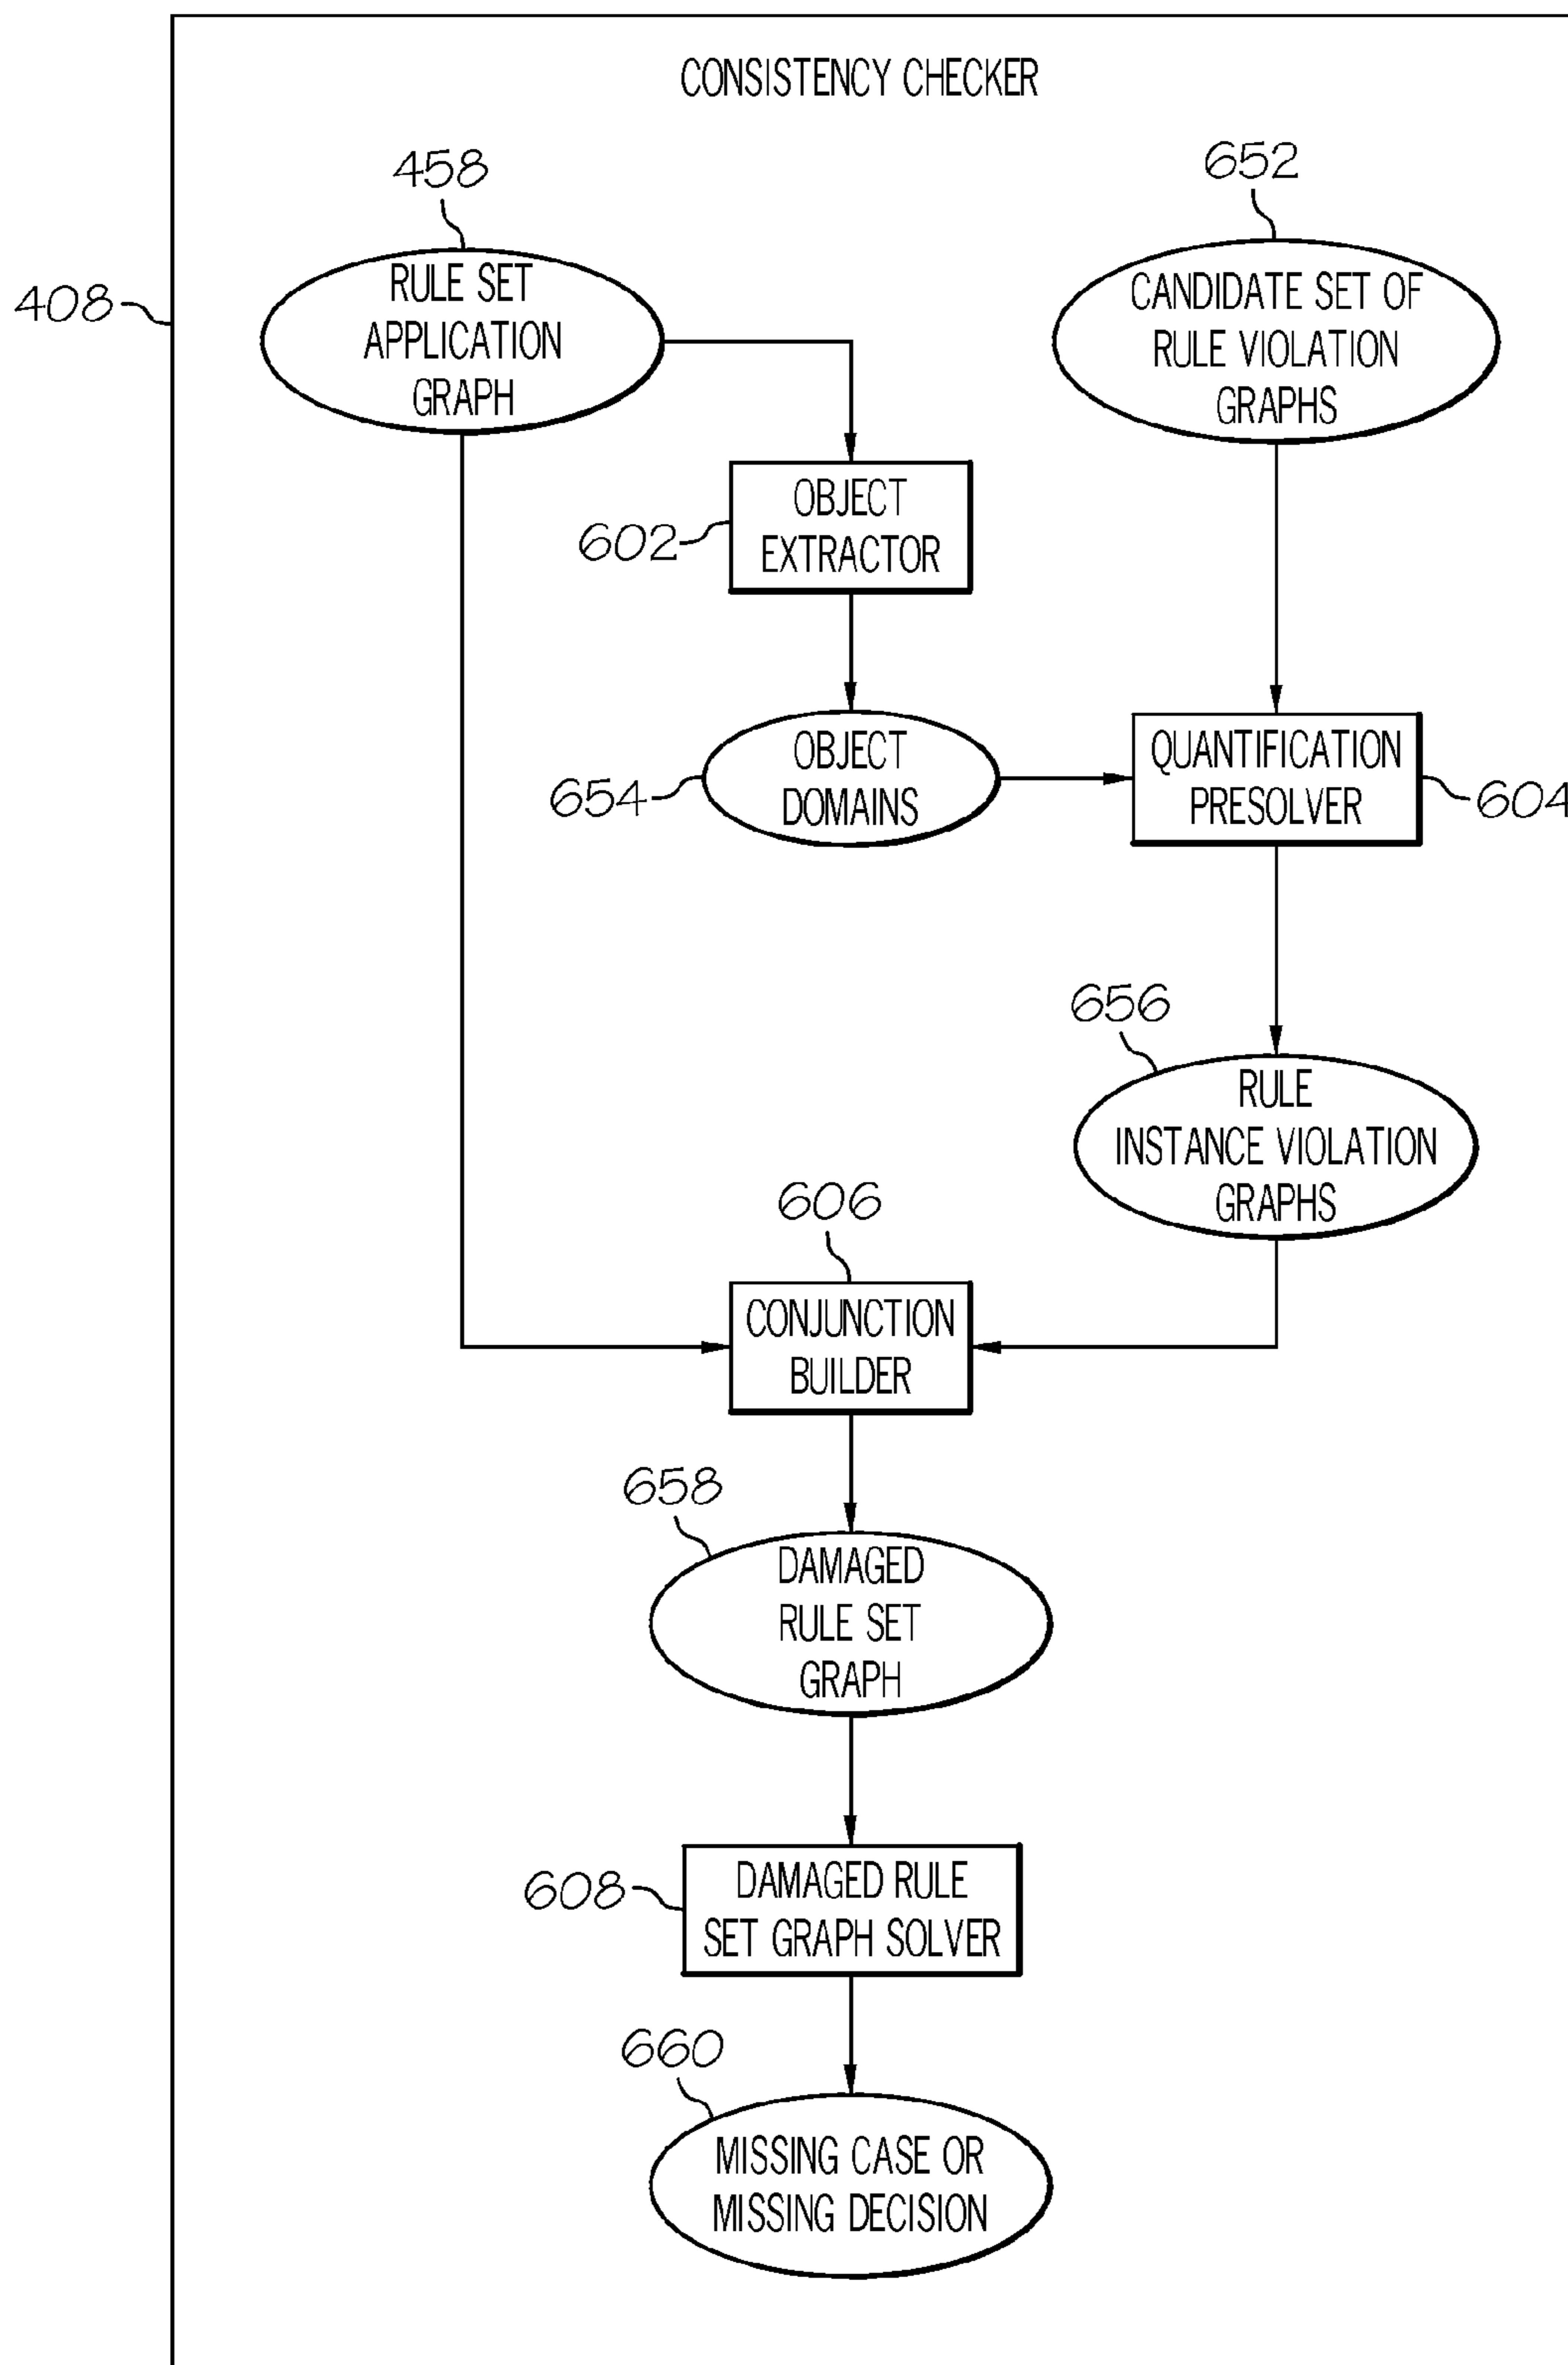 CONSISTENCY CHECKER
458
652
408
RULE SET
APPLICATION
GRAPH
CANDIDATE SET OF
RULE VIOLATION
GRAPHS
602
OBJECT
EXTRACTOR
654
OBJECT
DOMAINS
QUANTIFICATION
PRESOLVER
604
656
RULE
INSTANCE VIOLATION
GRAPHS
606
CONJUNCTION
BUILDER
658
DAMAGED
RULE SET
GRAPH
608
DAMAGED RULE
SET GRAPH SOLVER
660
MISSING CASE OR
MISSING DECISION